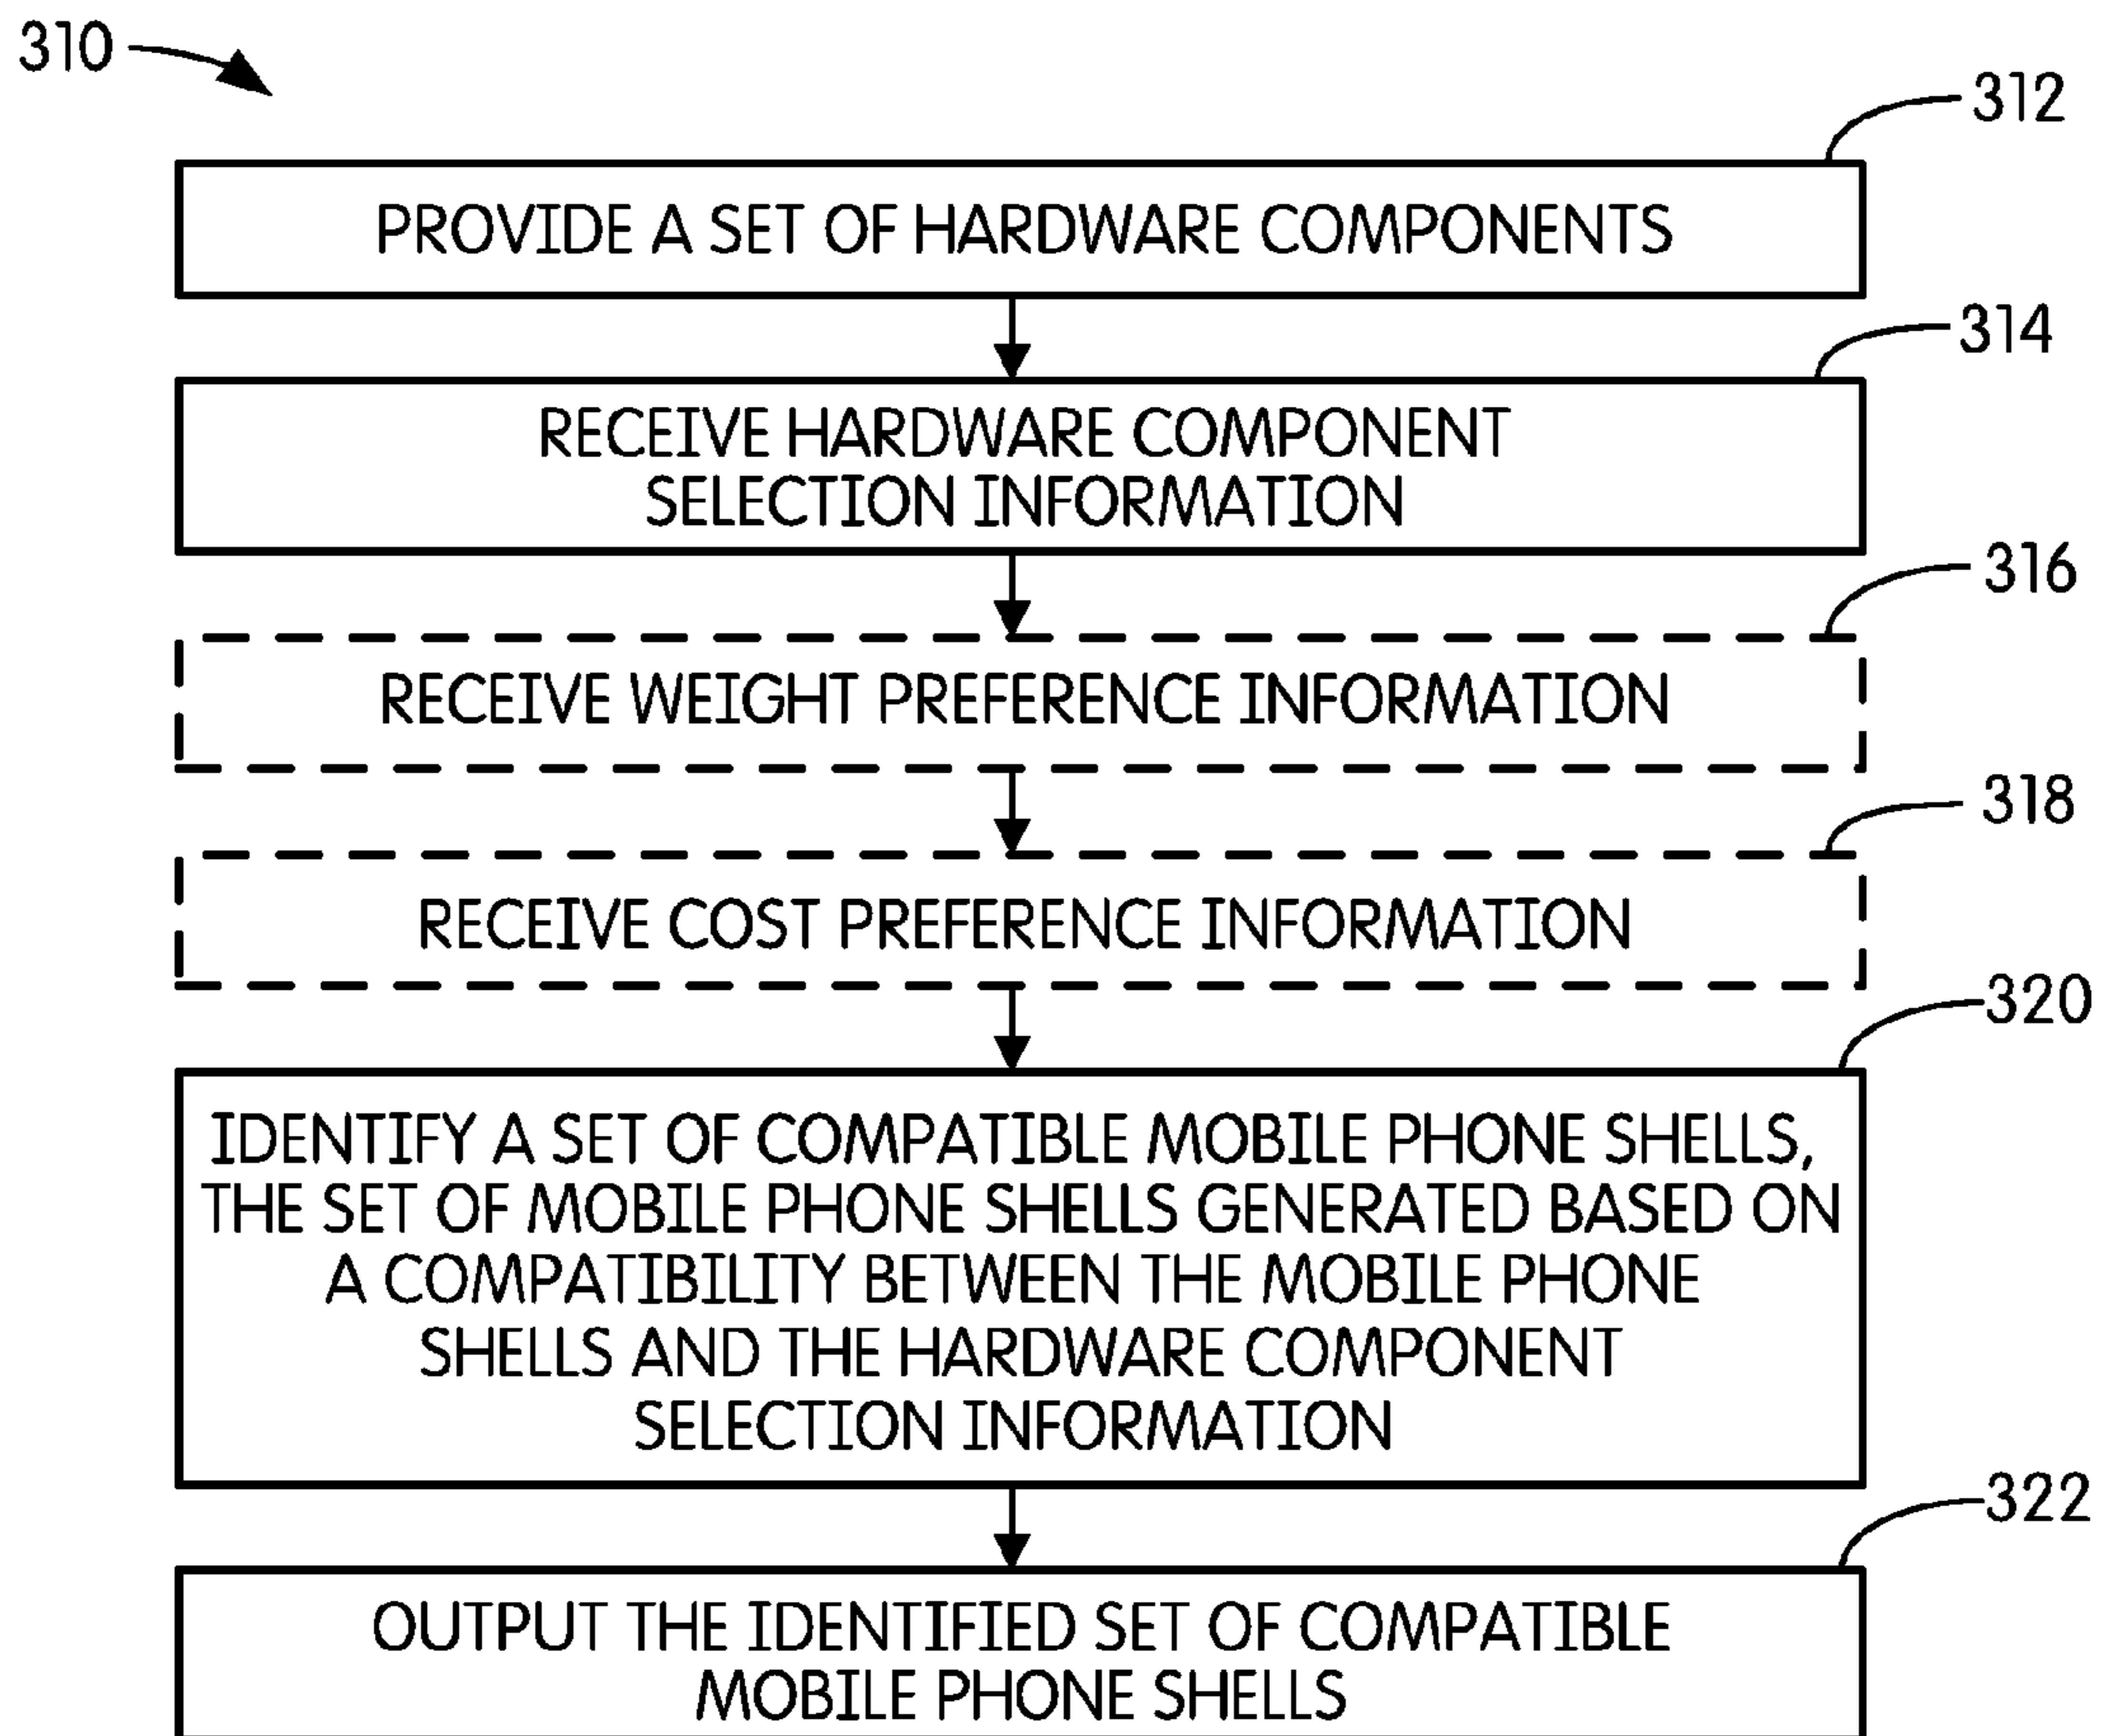 310
312
PROVIDE A SET OF HARDWARE COMPONENTS
314
RECEIVE HARDWARE COMPONENT
SELECTION INFORMATION
316
RECEIVE WEIGHT PREFERENCE INFORMATION
318
RECEIVE COST PREFERENCE INFORMATION
320
IDENTIFY A SET OF COMPATIBLE MOBILE PHONE SHELLS,
THE SET OF MOBILE PHONE SHELLS GENERATED BASED ON
A COMPATIBILITY BETWEEN THE MOBILE PHONE
SHELLS AND THE HARDWARE COMPONENT
SELECTION INFORMATION
322
OUTPUT THE IDENTIFIED SET OF COMPATIBLE
MOBILE PHONE SHELLS